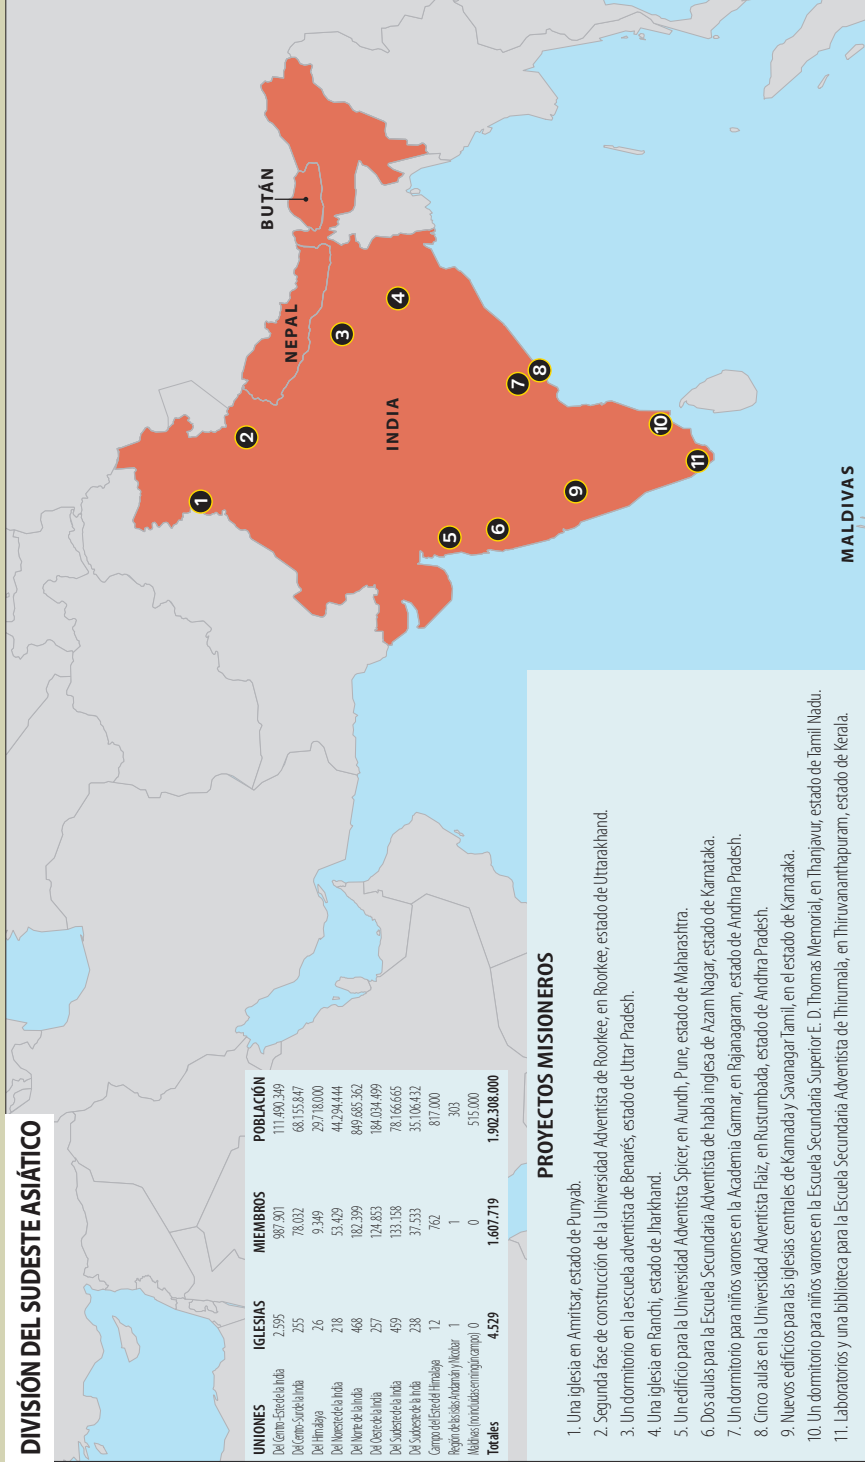 DIVISIÓN DEL SUDESTE ASIÁTICO
UNIONES IGLESIAS MIEMBROS POBLACIÓN
Del Centro-Este de la India 2.595 987.901 111.490.349
Del Centro-Sur de la India 255 78.032 68.155.847
Del Himalaya 26 9.349 29.718.000
Del Noreste de la India 218 53.429 44.294.444
Del Norte de la India 468 182.399 849.685.362
Del Oeste de la India 257 124.853 184.034.499
Del Sudeste de la India 459 133.158 78.166.665
Del Sudoeste de la India 238 37.533 35.106.432
Campo del Este del Himalaya 12 762 817.000
Región de las islas Andamán y Nicobar 1 1 303
Maldivas (no incluidas en ningún campo) 0 0 515.000
Totales 4.529 1.607.719 1.902.308.000
PROYECTOS MISIONEROS
1. Una iglesia en Amritsar, estado de Punyab.
2. Segunda fase de construcción de la Universidad Adventista de Roorkee, en Roorkee, estado de Uttarakhand.
3. Un dormitorio en la escuela adventista de Benarés, estado de Uttar Pradesh.
4. Una iglesia en Ranchi, estado de Jharkhand.
5. Un edificio para la Universidad Adventista Spicer, en Aundh, Pune, estado de Maharashtra.
6. Dos aulas para la Escuela Secundaria Adventista de habla inglesa de Azam Nagar, estado de Karnataka.
7. Un dormitorio para niños varones en la Academia Garmar, en Rajanagaram, estado de Andhra Pradesh.
8. Cinco aulas en la Universidad Adventista Flaiz, en Rustumbada, estado de Andhra Pradesh.
9. Nuevos edificios para las iglesias centrales de Kannada y Savanagar Tamil, en el estado de Karnataka.
10. Un dormitorio para niños varones en la Escuela Secundaria Superior E. D. Thomas Memorial, en Thanjavur, estado de Tamil Nadu.
11. Laboratorios y una biblioteca para la Escuela Secundaria Adventista de Thirumala, en Thiruvananthapuram, estado de Kerala.
BUTÁN
NEPAL
INDIA
MALDIVAS
1
2
3
4
5
6
7
8
9
10
11